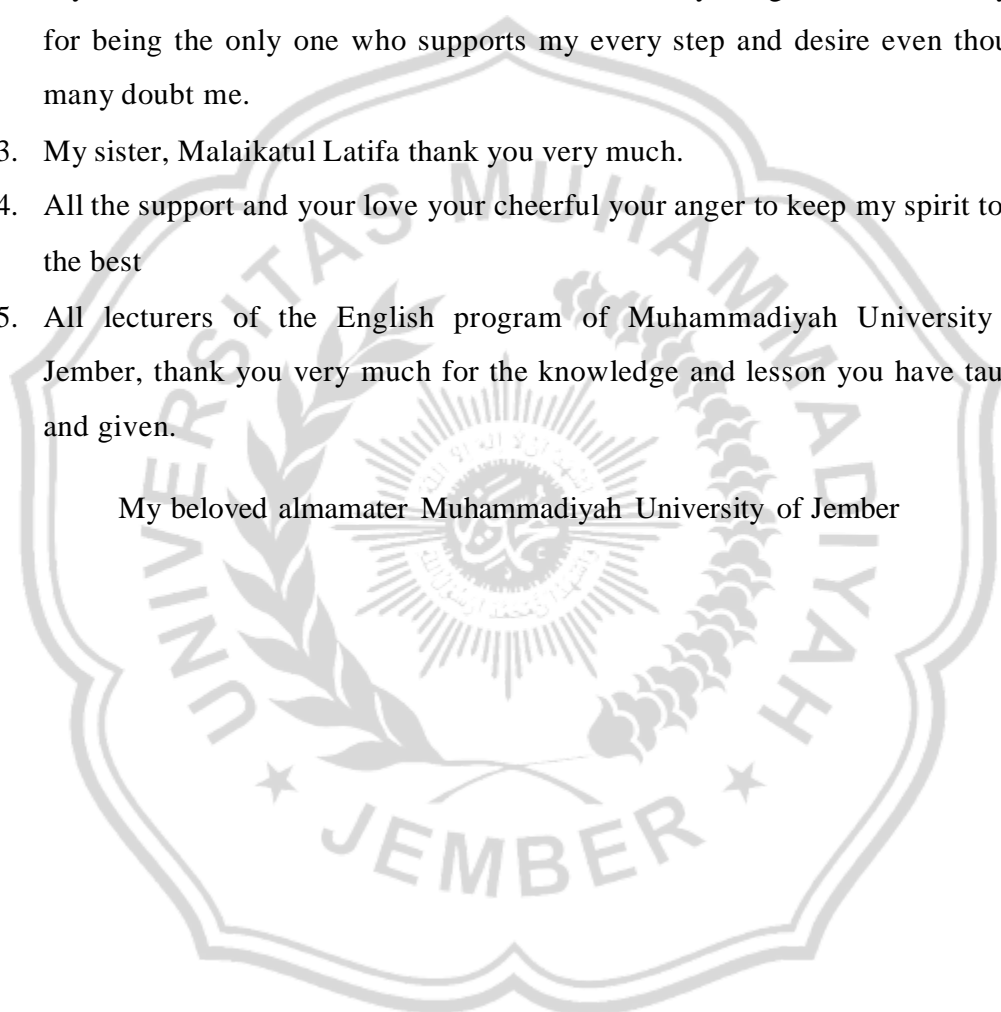 for being the only one who supports my every step and desire even thou
many doubt me.
3. My sister, Malaikatul Latifa thank you very much.
4. All the support and your love your cheerful your anger to keep my spirit to
the best
5. All lecturers of the English program of Muhammadiyah University
Jember, thank you very much for the knowledge and lesson you have tau
and given.
My beloved almamater Muhammadiyah University of Jember
UNIVERSITAS MUHAMMADIYAH
JEMBER